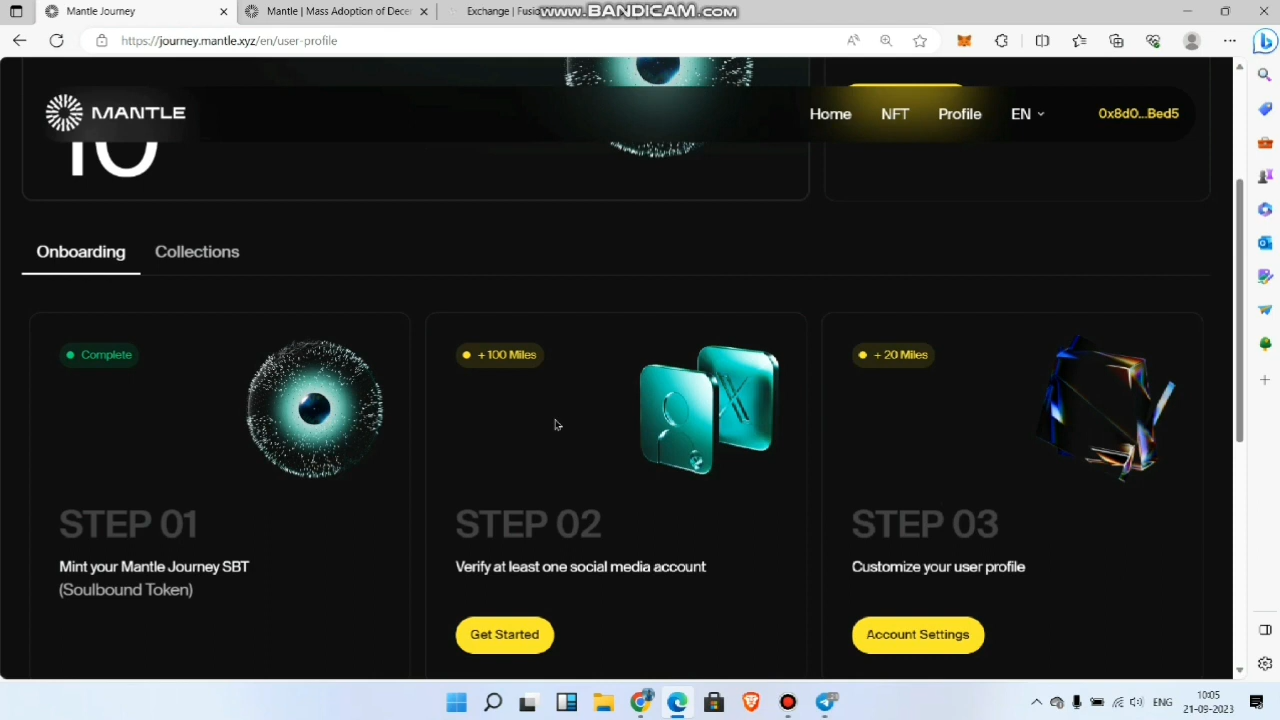 Mantle Journey
Mantle | Mass Adoption of Dece
Exchange | Fusio
www.BANDICAM.com
https://journey.mantle.xyz/en/user-profile
MANTLE
Home
NFT
Profile
EN
0x8d0...Bed5
10
Onboarding
Collections
Complete
STEP 01
Mint your Mantle Journey SBT
(Soulbound Token)
+ 100 Miles
STEP 02
Verify at least one social media account
Get Started
+ 20 Miles
STEP 03
Customize your user profile
Account Settings
ENG
10:05
21-09-2023